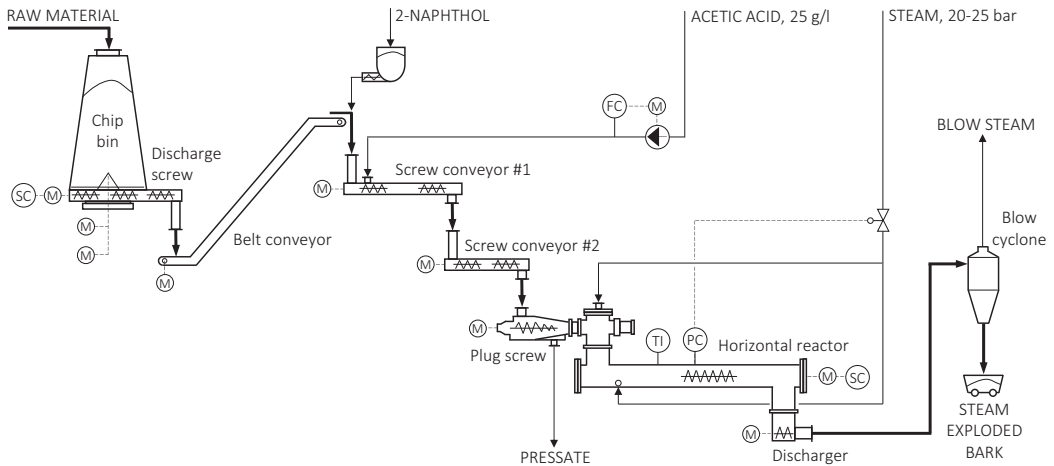 RAW MATERIAL
2-NAPHTHOL
ACETIC ACID, 25 g/l
STEAM, 20-25 bar
FC
M
BLOW STEAM
Chip
bin
Discharge
screw
Screw conveyor #1
M
SC
M
M
Blow
cyclone
Belt conveyor
Screw conveyor #2
M
M
M
M
Plug screw
TI
PC
Horizontal reactor
M
SC
STEAM
EXPLODED
BARK
M
Discharger
PRESSATE